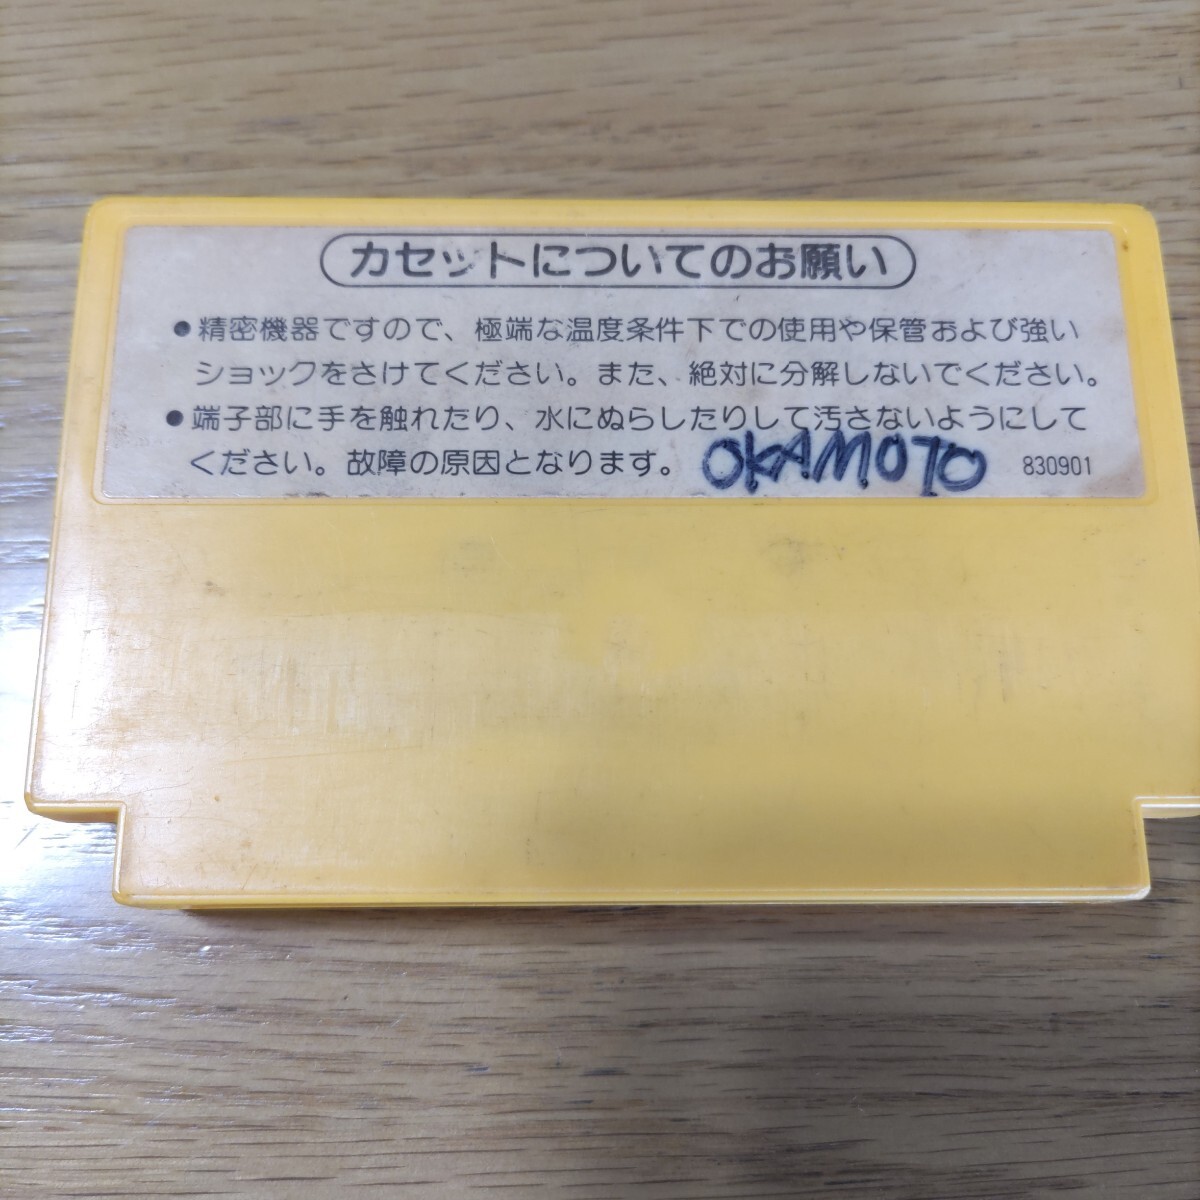 カセットについてのお願い
●精密機器ですので、極端な温度条件下での使用や保管および強い
ショックをさけてください。また、絶対に分解しないでください。
●端子部に手を触れたり、水にぬらしたりして汚さないようにして
ください。故障の原因となります。 OKAMOTO 830901